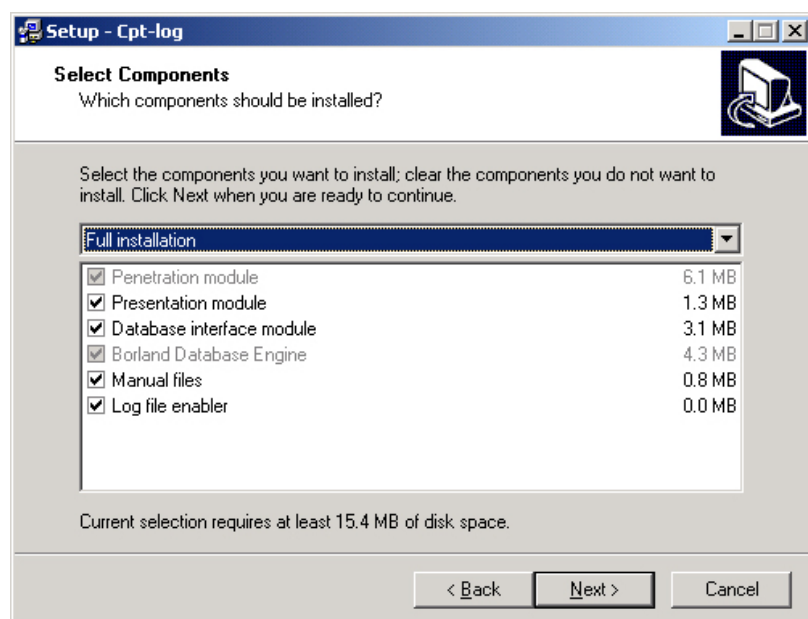 Setup - Cpt-log
Select Components
Which components should be installed?
Select the components you want to install; clear the components you do not want to
install. Click Next when you are ready to continue.
Full installation
Penetration module 6.1 MB
Presentation module 1.3 MB
Database interface module 3.1 MB
Borland Database Engine 4.3 MB
Manual files 0.8 MB
Log file enabler 0.0 MB
Current selection requires at least 15.4 MB of disk space.
< Back Next > Cancel